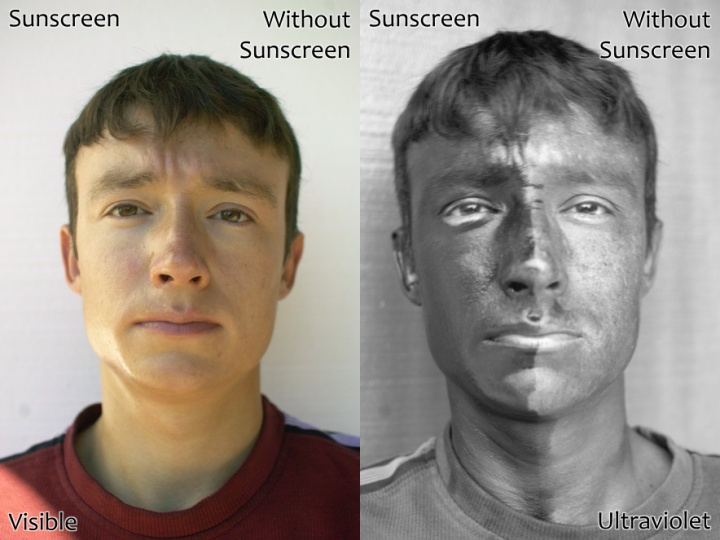 Sunscreen
Without
Sunscreen
Visible
Sunscreen
Without
Sunscreen
Ultraviolet